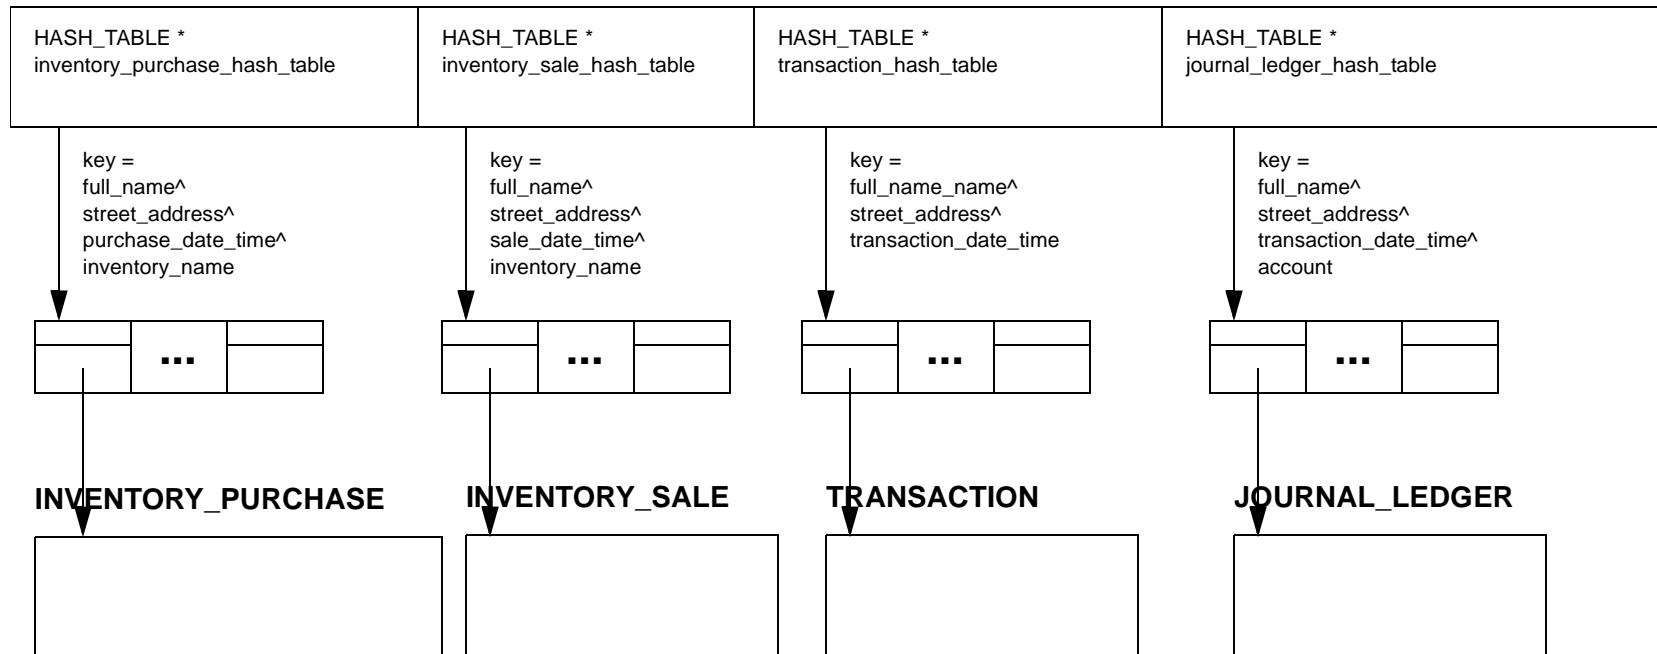 HASH_TABLE *
inventory_purchase_hash_table
HASH_TABLE *
inventory_sale_hash_table
HASH_TABLE *
transaction_hash_table
HASH_TABLE *
journal_ledger_hash_table
key =
full_name^
street_address^
purchase_date_time^
inventory_name
key =
full_name^
street_address^
sale_date_time^
inventory_name
key =
full_name_name^
street_address^
transaction_date_time
key =
full_name^
street_address^
transaction_date_time^
account
...
...
...
...
INVENTORY_PURCHASE
INVENTORY_SALE
TRANSACTION
JOURNAL_LEDGER